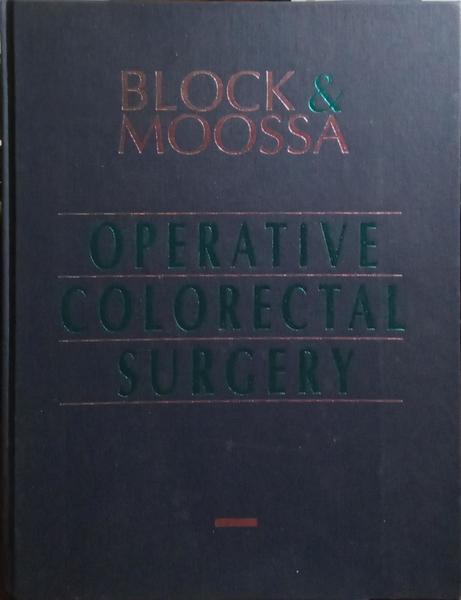 BLOCK &
MOOSSA
OPERATIVE
COLORECTAL
SURGERY